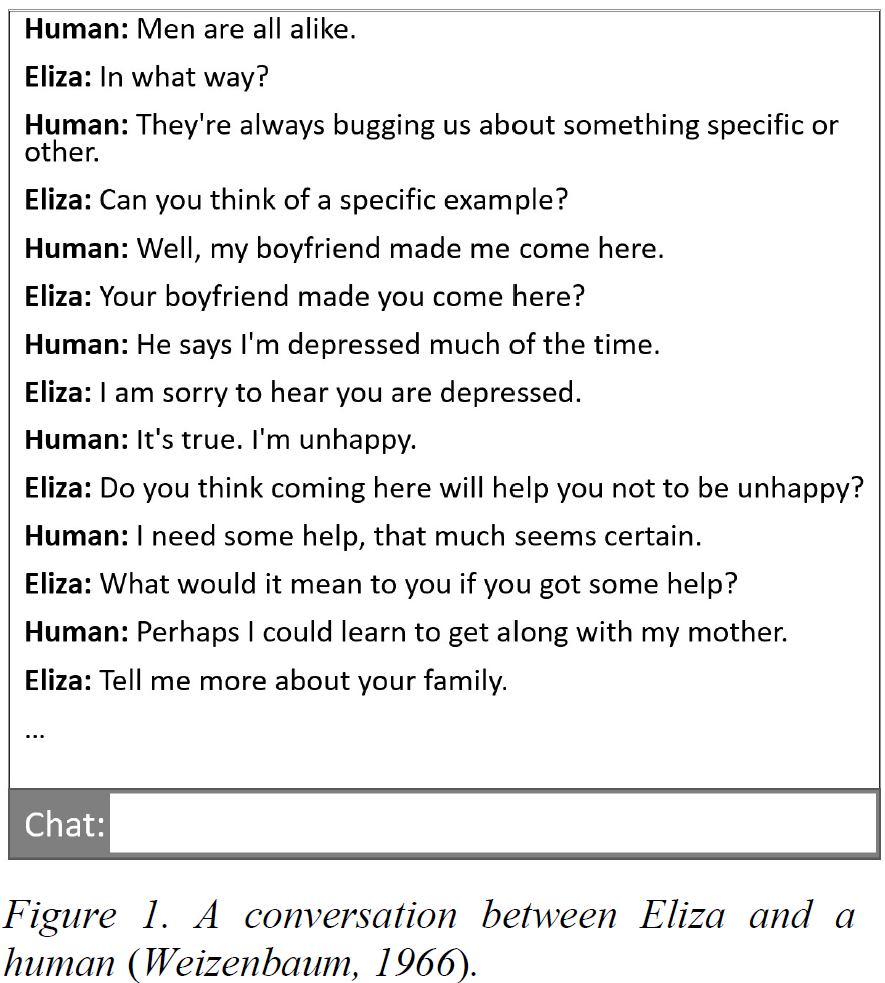 Human: Men are all alike.
Eliza: In what way?
Human: They're always bugging us about something specific or
other.
Eliza: Can you think of a specific example?
Human: Well, my boyfriend made me come here.
Eliza: Your boyfriend made you come here?
Human: He says I'm depressed much of the time.
Eliza: I am sorry to hear you are depressed.
Human: It's true. I'm unhappy.
Eliza: Do you think coming here will help you not to be unhappy?
Human: I need some help, that much seems certain.
Eliza: What would it mean to you if you got some help?
Human: Perhaps I could learn to get along with my mother.
Eliza: Tell me more about your family.
...
Chat:
Figure 1. A conversation between Eliza and a
human (Weizenbaum, 1966).